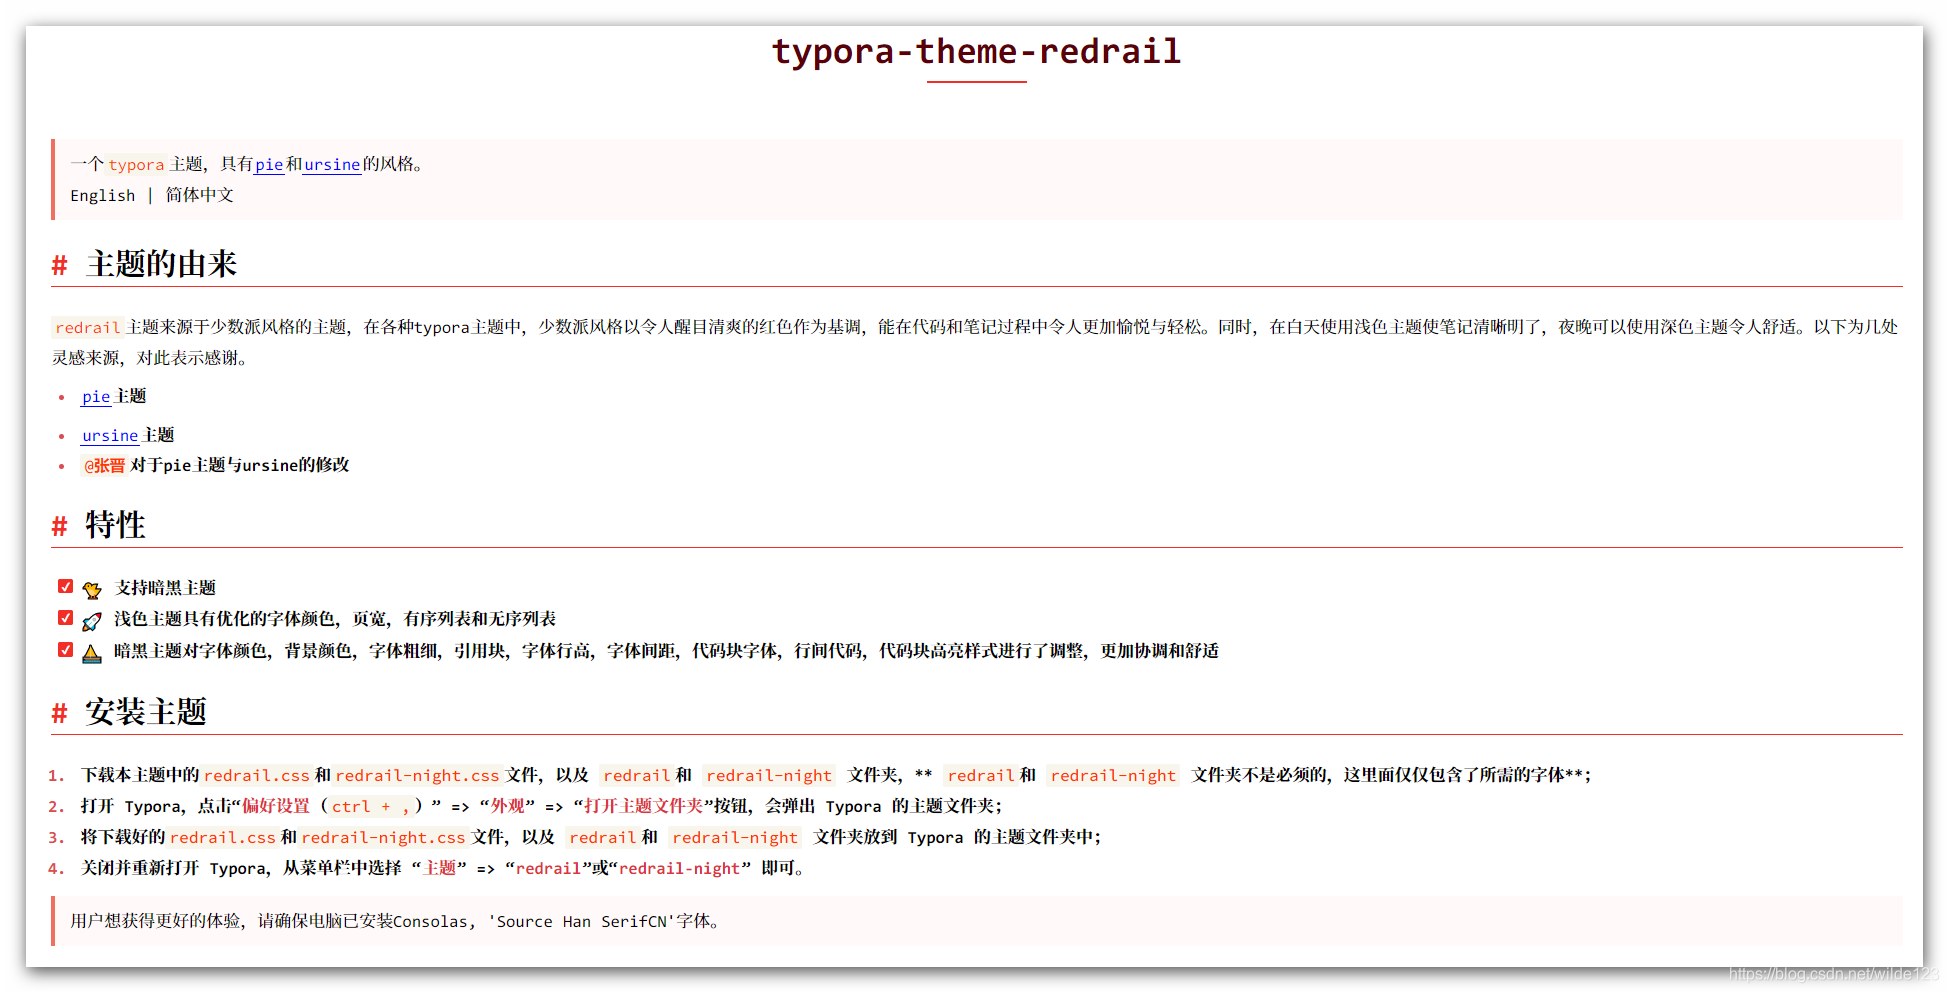 typora-theme-redrail
一个 typora 主题，具有pie和ursine的风格。
English | 简体中文
# 主题的由来
redrail 主题来源于少数派风格的主题，在各种typora主题中，少数派风格以令人醒目清爽的红色作为基调，能在代码和笔记过程中令人更加愉悦与轻松。同时，在白天使用浅色主题使笔记清晰明了，夜晚可以使用深色主题令人舒适。以下为几处
灵感来源，对此表示感谢。
• pie主题
• ursine主题
• @张晋 对于pie主题与ursine的修改
# 特性
支持暗黑主题
浅色主题具有优化的字体颜色，页宽，有序列表和无序列表
暗黑主题对字体颜色，背景颜色，字体粗细，引用块，字体行高，字体间距，代码块字体，行间代码，代码块高亮样式进行了调整，更加协调和舒适
# 安装主题
1. 下载本主题中的 redrail.css 和 redrail-night.css 文件，以及 redrail 和 redrail-night 文件夹，** redrail 和 redrail-night 文件夹不是必须的，这里面仅仅包含了所需的字体**；
2. 打开 Typora，点击“偏好设置（ctrl + ,）” => “外观” => “打开主题文件夹”按钮，会弹出 Typora 的主题文件夹；
3. 将下载好的 redrail.css 和 redrail-night.css 文件，以及 redrail 和 redrail-night 文件夹放到 Typora 的主题文件夹中；
4. 关闭并重新打开 Typora，从菜单栏中选择 “主题” => “redrail”或“redrail-night” 即可。
用户想获得更好的体验，请确保电脑已安装Consolas, 'Source Han SerifCN'字体。
https://blog.csdn.net/wilde123